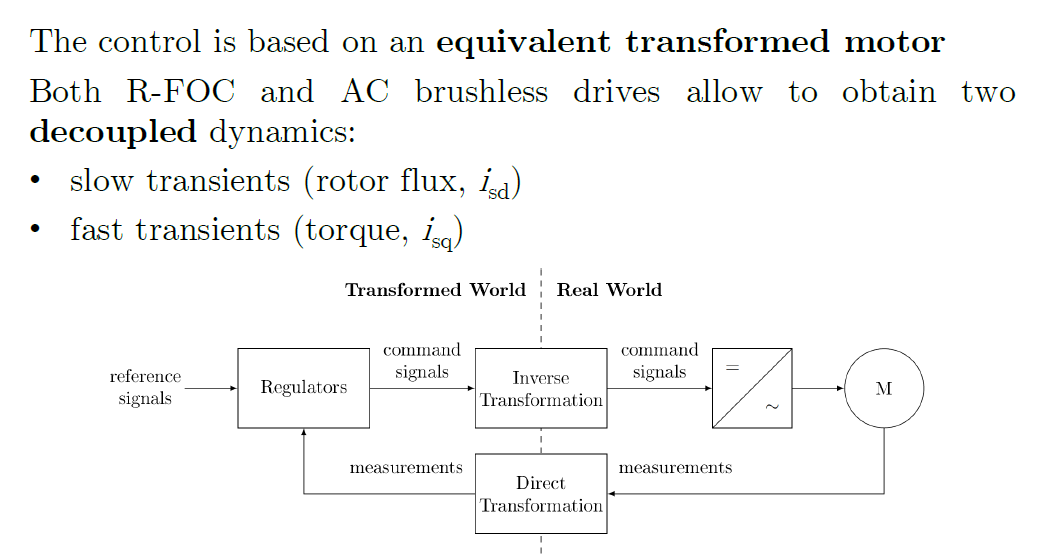 The control is based on an equivalent transformed motor
Both R-FOC and AC brushless drives allow to obtain two
decoupled dynamics:
• slow transients (rotor flux, isd)
• fast transients (torque, isq)
Transformed World
Real World
reference
signals
Regulators
command
signals
Inverse
Transformation
command
signals
=
~
M
measurements
Direct
Transformation
measurements